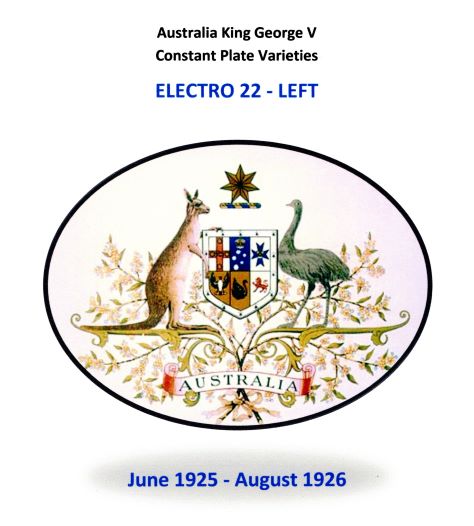 Australia King George V
Constant Plate Varieties
ELECTRO 22 - LEFT
AUSTRALIA
June 1925 - August 1926